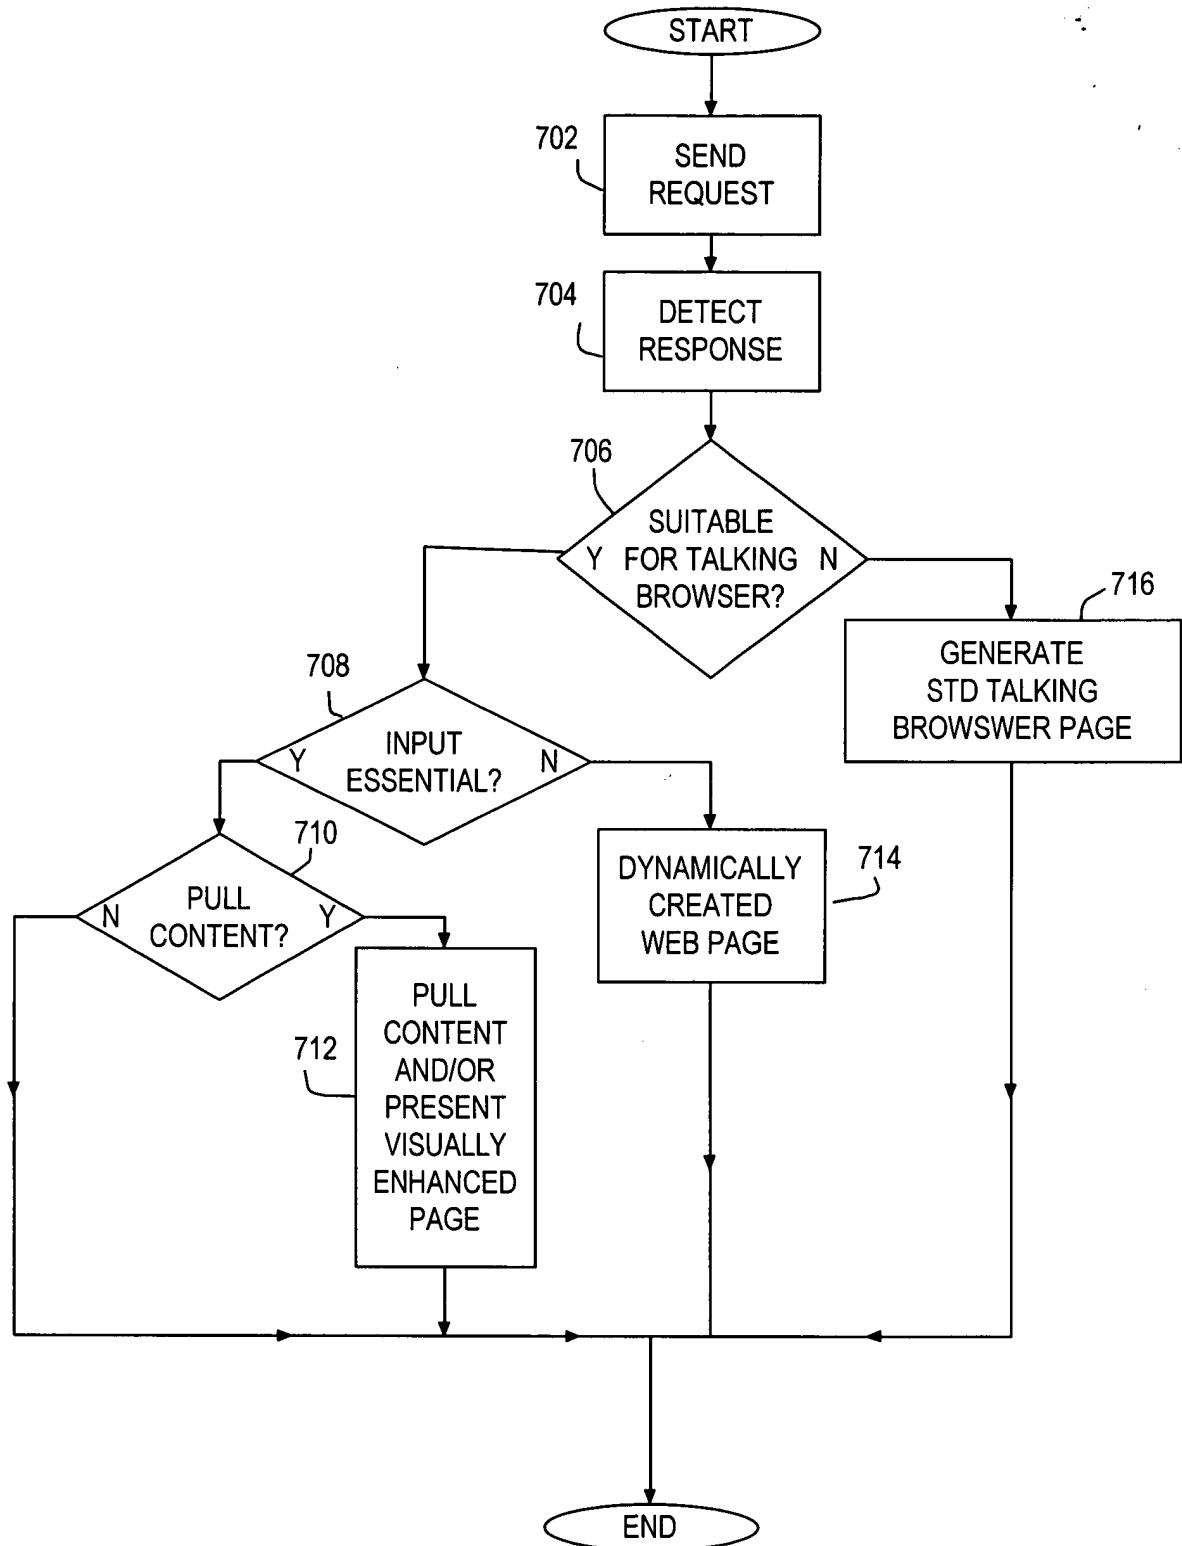 START
702
SEND
REQUEST
704
DETECT
RESPONSE
706
SUITABLE
Y FOR TALKING N
BROWSER?
716
GENERATE
STD TALKING
BROWSWER PAGE
708
INPUT
Y ESSENTIAL? N
710
PULL
N CONTENT? Y
DYNAMICALLY
CREATED
WEB PAGE
714
712
PULL
CONTENT
AND/OR
PRESENT
VISUALLY
ENHANCED
PAGE
END